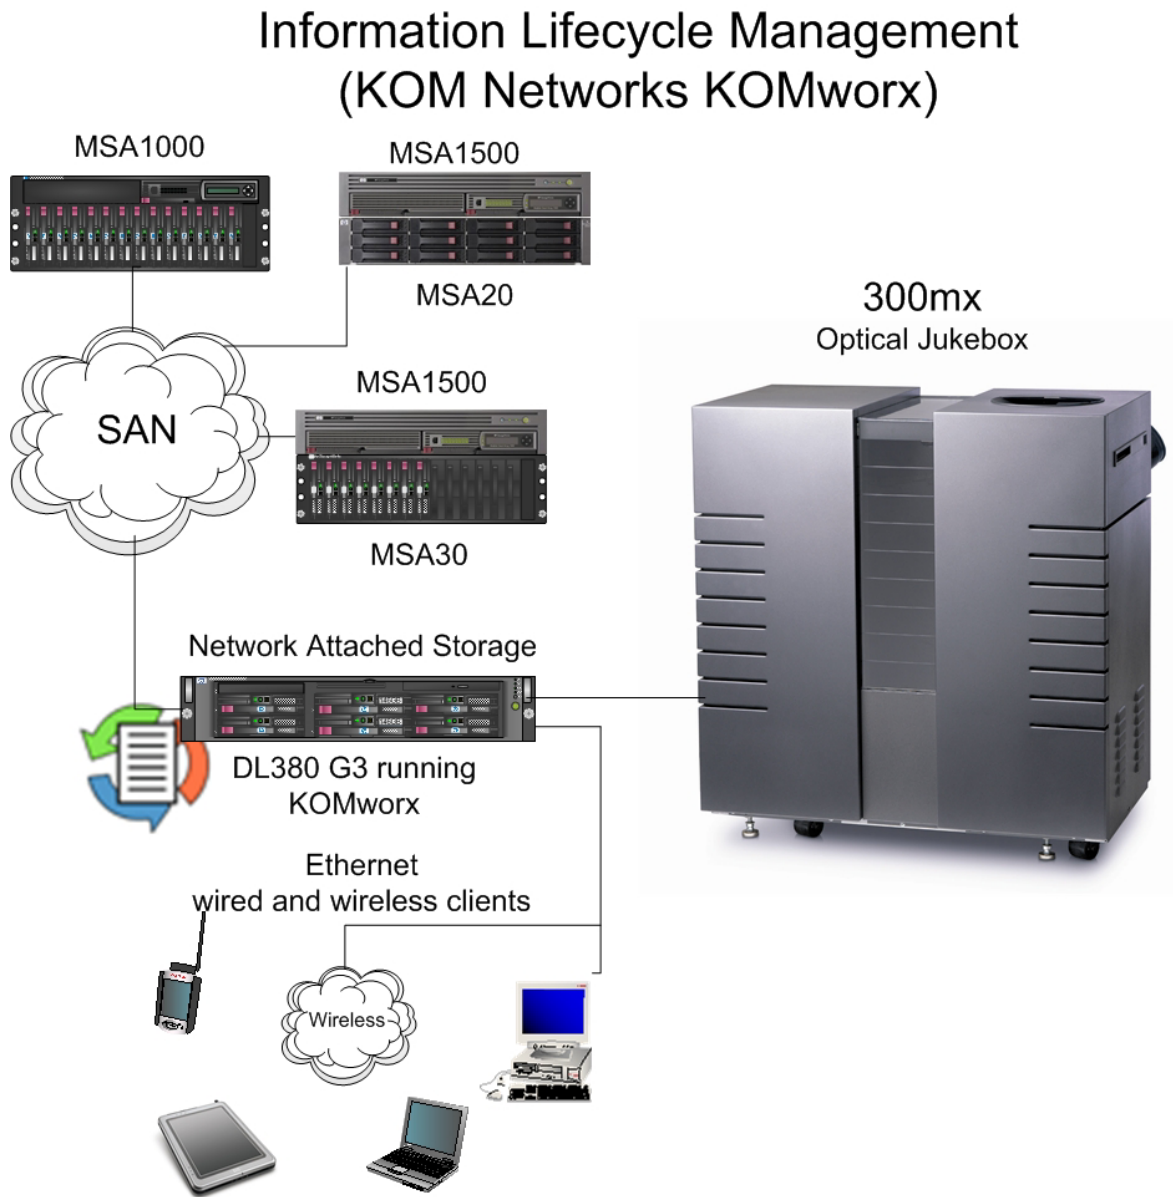 Information Lifecycle Management
(KOM Networks KOMworx)
MSA1000
MSA1500
MSA20
300mx
Optical Jukebox
MSA1500
SAN
MSA30
Network Attached Storage
DL380 G3 running
KOMworx
Ethernet
wired and wireless clients
Wireless